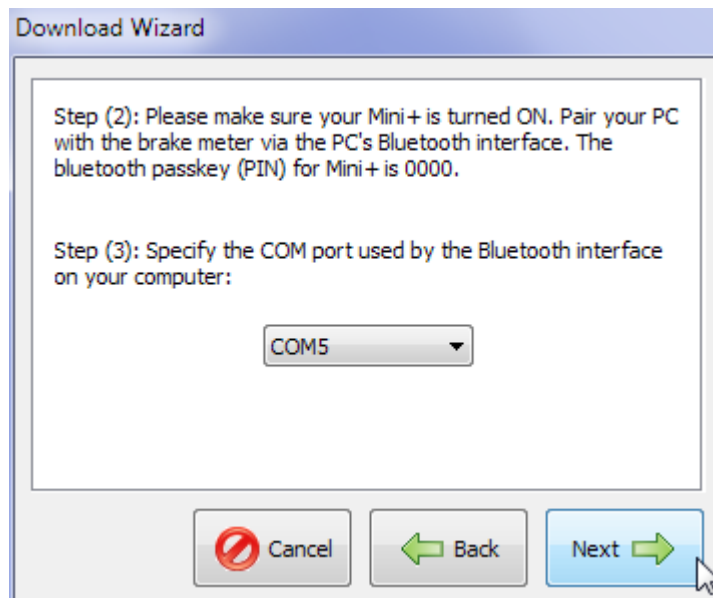 Download Wizard
Step (2): Please make sure your Mini+ is turned ON. Pair your PC
with the brake meter via the PC's Bluetooth interface. The
bluetooth passkey (PIN) for Mini+ is 0000.
Step (3): Specify the COM port used by the Bluetooth interface
on your computer:
COM5
Cancel
Back
Next